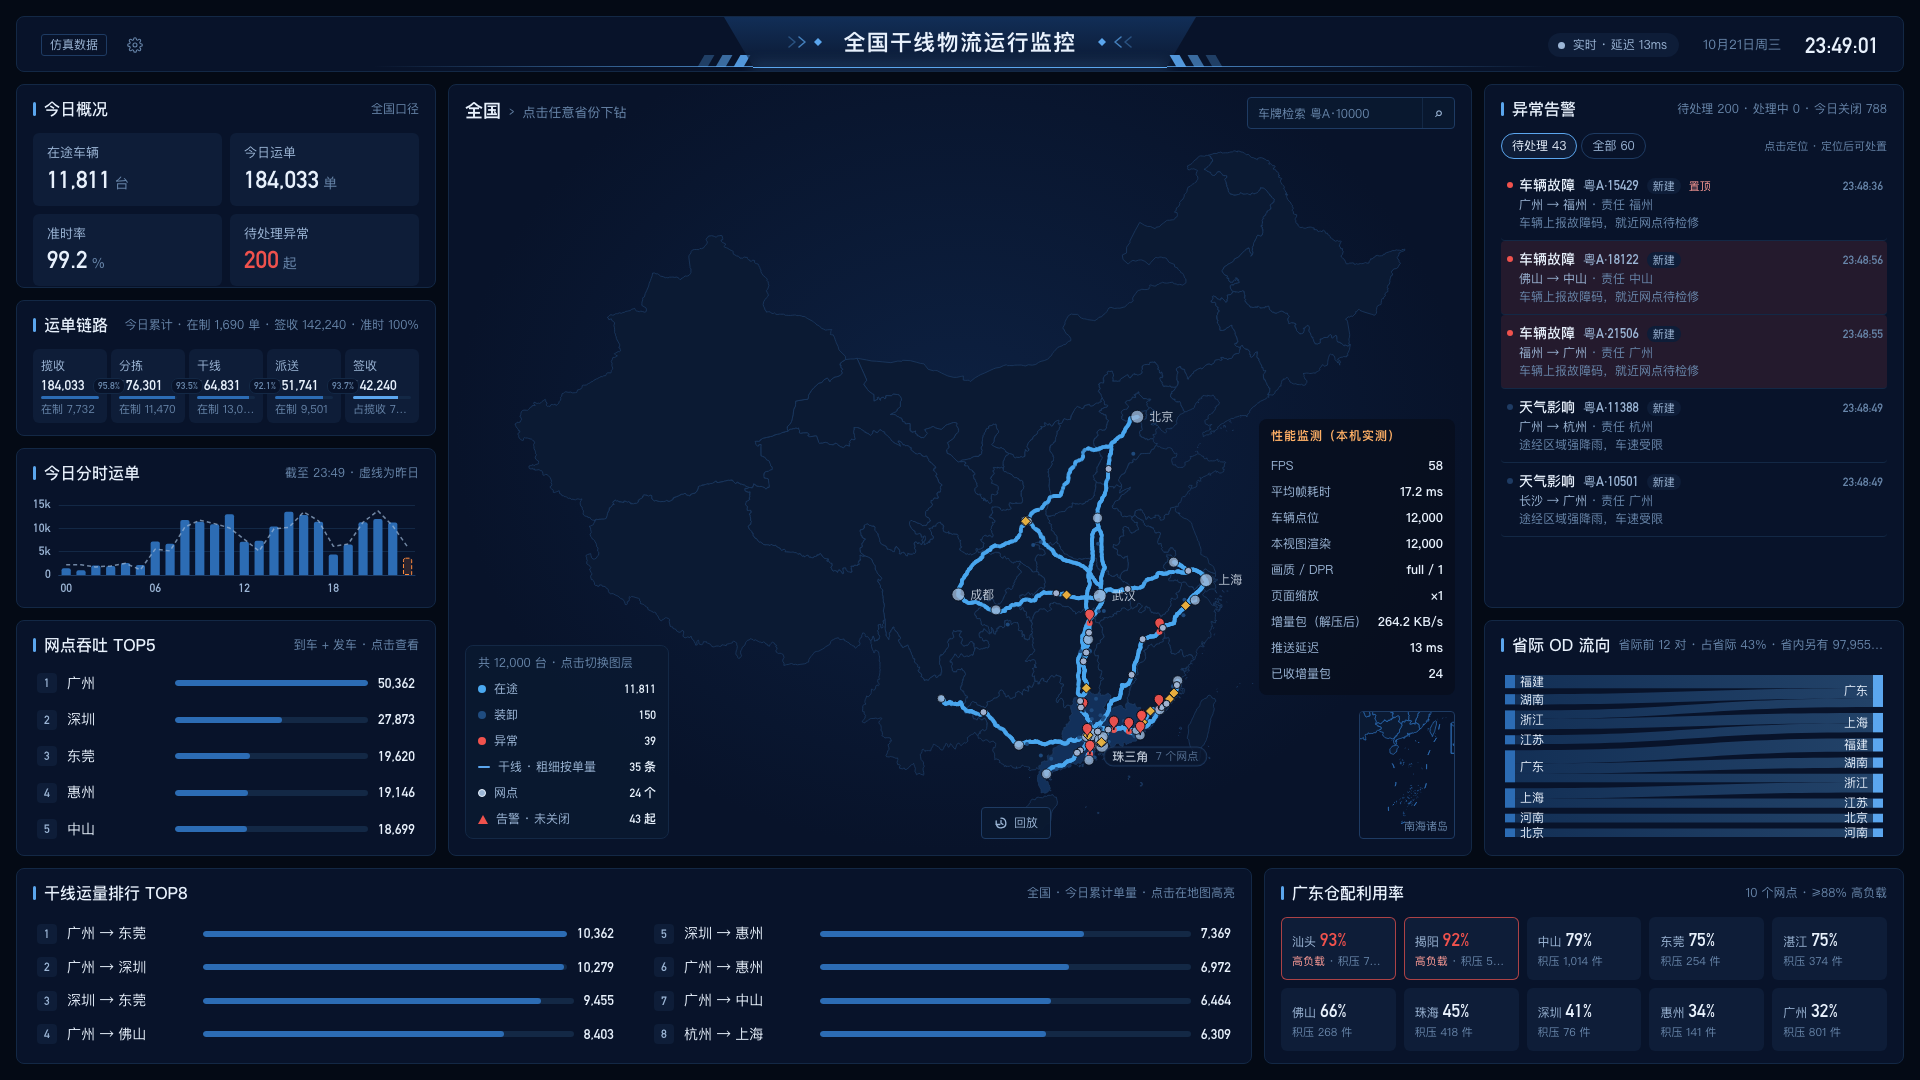 仿真数据
全国干线物流运行监控
实时 · 延迟 13ms
10月21日周三
23:49:01
今日概况
全国口径
在途车辆
11,811 台
今日运单
184,033 单
准时率
99.2 %
待处理异常
200 起
运单链路
今日累计 · 在制 1,690 单 · 签收 142,240 · 准时 100%
揽收
184,033
在制 7,732
95.8%
分拣
76,301
在制 11,470
93.5%
干线
64,831
在制 13,0...
92.1%
派送
51,741
在制 9,501
93.7%
签收
42,240
占揽收 7...
今日分时运单
截至 23:49 · 虚线为昨日
15k
10k
5k
0
00
06
12
18
网点吞吐 TOP5
到车 + 发车 · 点击查看
1 广州 50,362
2 深圳 27,873
3 东莞 19,620
4 惠州 19,146
5 中山 18,699
全国 › 点击任意省份下钻
车牌检索 粤A·10000
北京
上海
成都
武汉
珠三角 7 个网点
共 12,000 台 · 点击切换图层
在途 11,811
装卸 150
异常 39
干线 · 粗细按单量 35 条
网点 24 个
告警 · 未关闭 43 起
回放
南海诸岛
性能监测（本机实测）
FPS 58
平均帧耗时 17.2 ms
车辆点位 12,000
本视图渲染 12,000
画质 / DPR full / 1
页面缩放 ×1
增量包（解压后） 264.2 KB/s
推送延迟 13 ms
已收增量包 24
异常告警
待处理 200 · 处理中 0 · 今日关闭 788
待处理 43
全部 60
点击定位 · 定位后可处置
车辆故障 粤A·15429 新建 置顶 23:48:36
广州 → 福州 · 责任 福州
车辆上报故障码，就近网点待检修
车辆故障 粤A·18122 新建 23:48:56
佛山 → 中山 · 责任 中山
车辆上报故障码，就近网点待检修
车辆故障 粤A·21506 新建 23:48:55
福州 → 广州 · 责任 广州
车辆上报故障码，就近网点待检修
天气影响 粤A·11388 新建 23:48:49
广州 → 杭州 · 责任 杭州
途经区域强降雨，车速受限
天气影响 粤A·10501 新建 23:48:49
长沙 → 广州 · 责任 广州
途经区域强降雨，车速受限
省际 OD 流向
省际前 12 对 · 占省际 43% · 省内另有 97,955...
福建
湖南
浙江
江苏
广东
上海
河南
北京
广东
上海
福建
湖南
浙江
江苏
北京
河南
干线运量排行 TOP8
全国 · 今日累计单量 · 点击在地图高亮
1 广州 → 东莞 10,362
2 广州 → 深圳 10,279
3 深圳 → 东莞 9,455
4 广州 → 佛山 8,403
5 深圳 → 惠州 7,369
6 广州 → 惠州 6,972
7 广州 → 中山 6,464
8 杭州 → 上海 6,309
广东仓配利用率
10 个网点 · ≥88% 高负载
汕头 93%
高负载 · 积压 7...
揭阳 92%
高负载 · 积压 5...
中山 79%
积压 1,014 件
东莞 75%
积压 254 件
湛江 75%
积压 374 件
佛山 66%
积压 268 件
珠海 45%
积压 418 件
深圳 41%
积压 76 件
惠州 34%
积压 141 件
广州 32%
积压 801 件